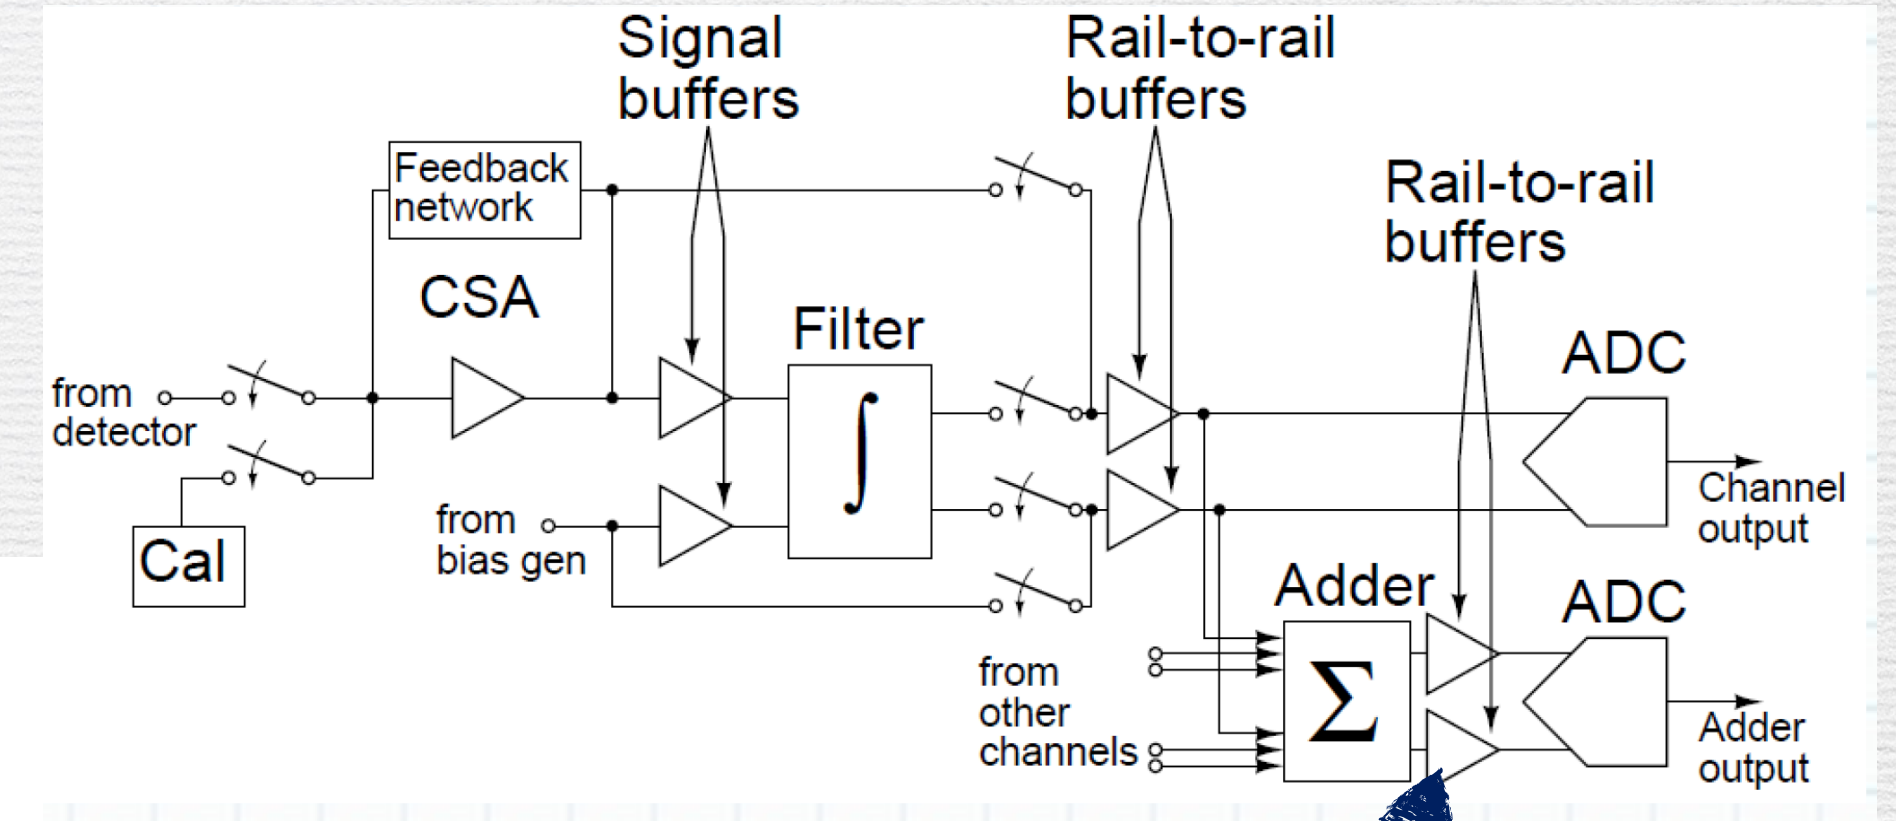 Signal
buffers
Rail-to-rail
buffers
Rail-to-rail
buffers
Feedback
network
CSA
Filter
ADC
from
detector
∫
Channel
output
from
bias gen
Cal
Adder
ADC
from
other
channels
Σ
Adder
output